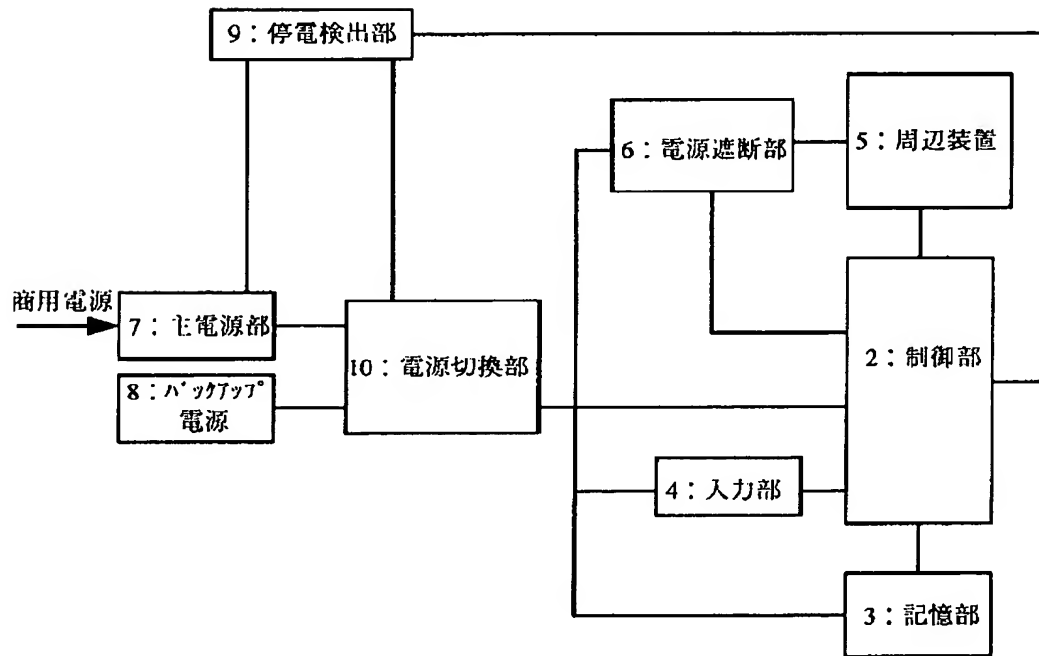 9：停電検出部
6：電源遮断部
5：周辺装置
商用電源
7：主電源部
10：電源切換部
2：制御部
8：バックアップ
電源
4：入力部
3：記憶部